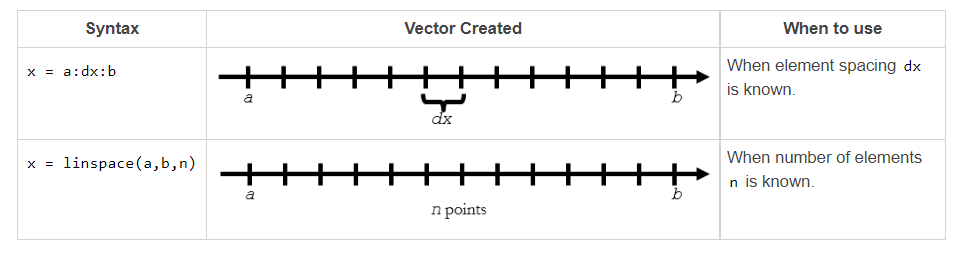 Syntax
Vector Created
When to use
x = a:dx:b
a
b
dx
When element spacing dx
is known.
x = linspace(a,b,n)
a
b
n points
When number of elements
n is known.